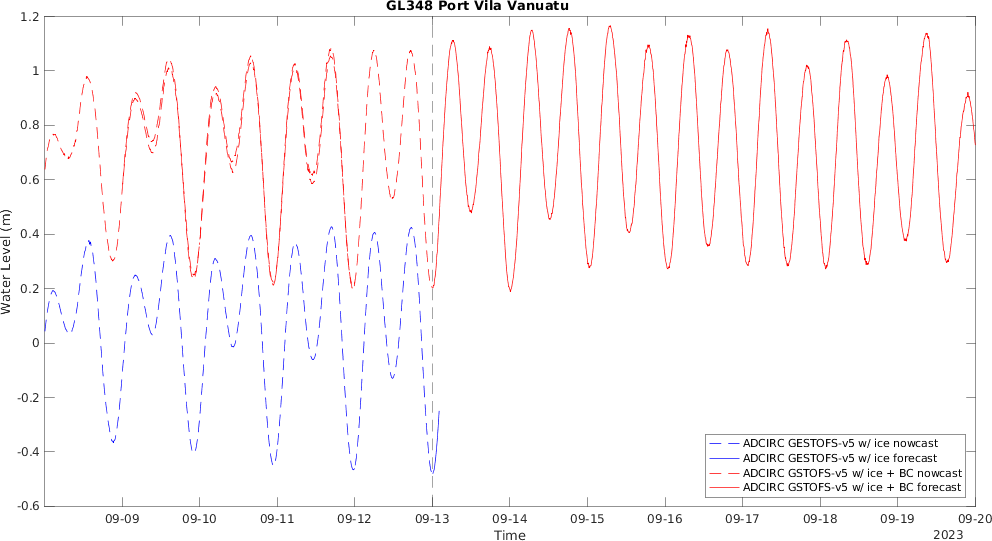 GL348 Port Vila Vanuatu
1.2
1
0.8
0.6
0.4
0.2
0
-0.2
-0.4
-0.6
Water Level (m)
09-09 09-10 09-11 09-12 09-13 09-14 09-15 09-16 09-17 09-18 09-19 09-20
Time
2023
ADCIRC GESTOFS-v5 w/ ice nowcast
ADCIRC GESTOFS-v5 w/ ice forecast
ADCIRC GSTOFS-v5 w/ ice + BC nowcast
ADCIRC GSTOFS-v5 w/ ice + BC forecast